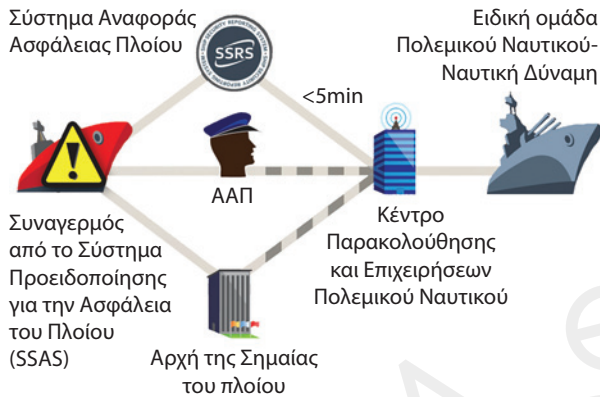 Σύστημα Αναφοράς
Ασφάλειας Πλοίου
SSRS
<5min
Ειδική ομάδα
Πολεμικού Ναυτικού-
Ναυτική Δύναμη
ΑΑΠ
Συναγερμός
από το Σύστημα
Προειδοποίησης
για την Ασφάλεια
του Πλοίου
(SSAS)
Κέντρο
Παρακολούθησης
και Επιχειρήσεων
Πολεμικού Ναυτικού
Αρχή της Σημαίας
του πλοίου